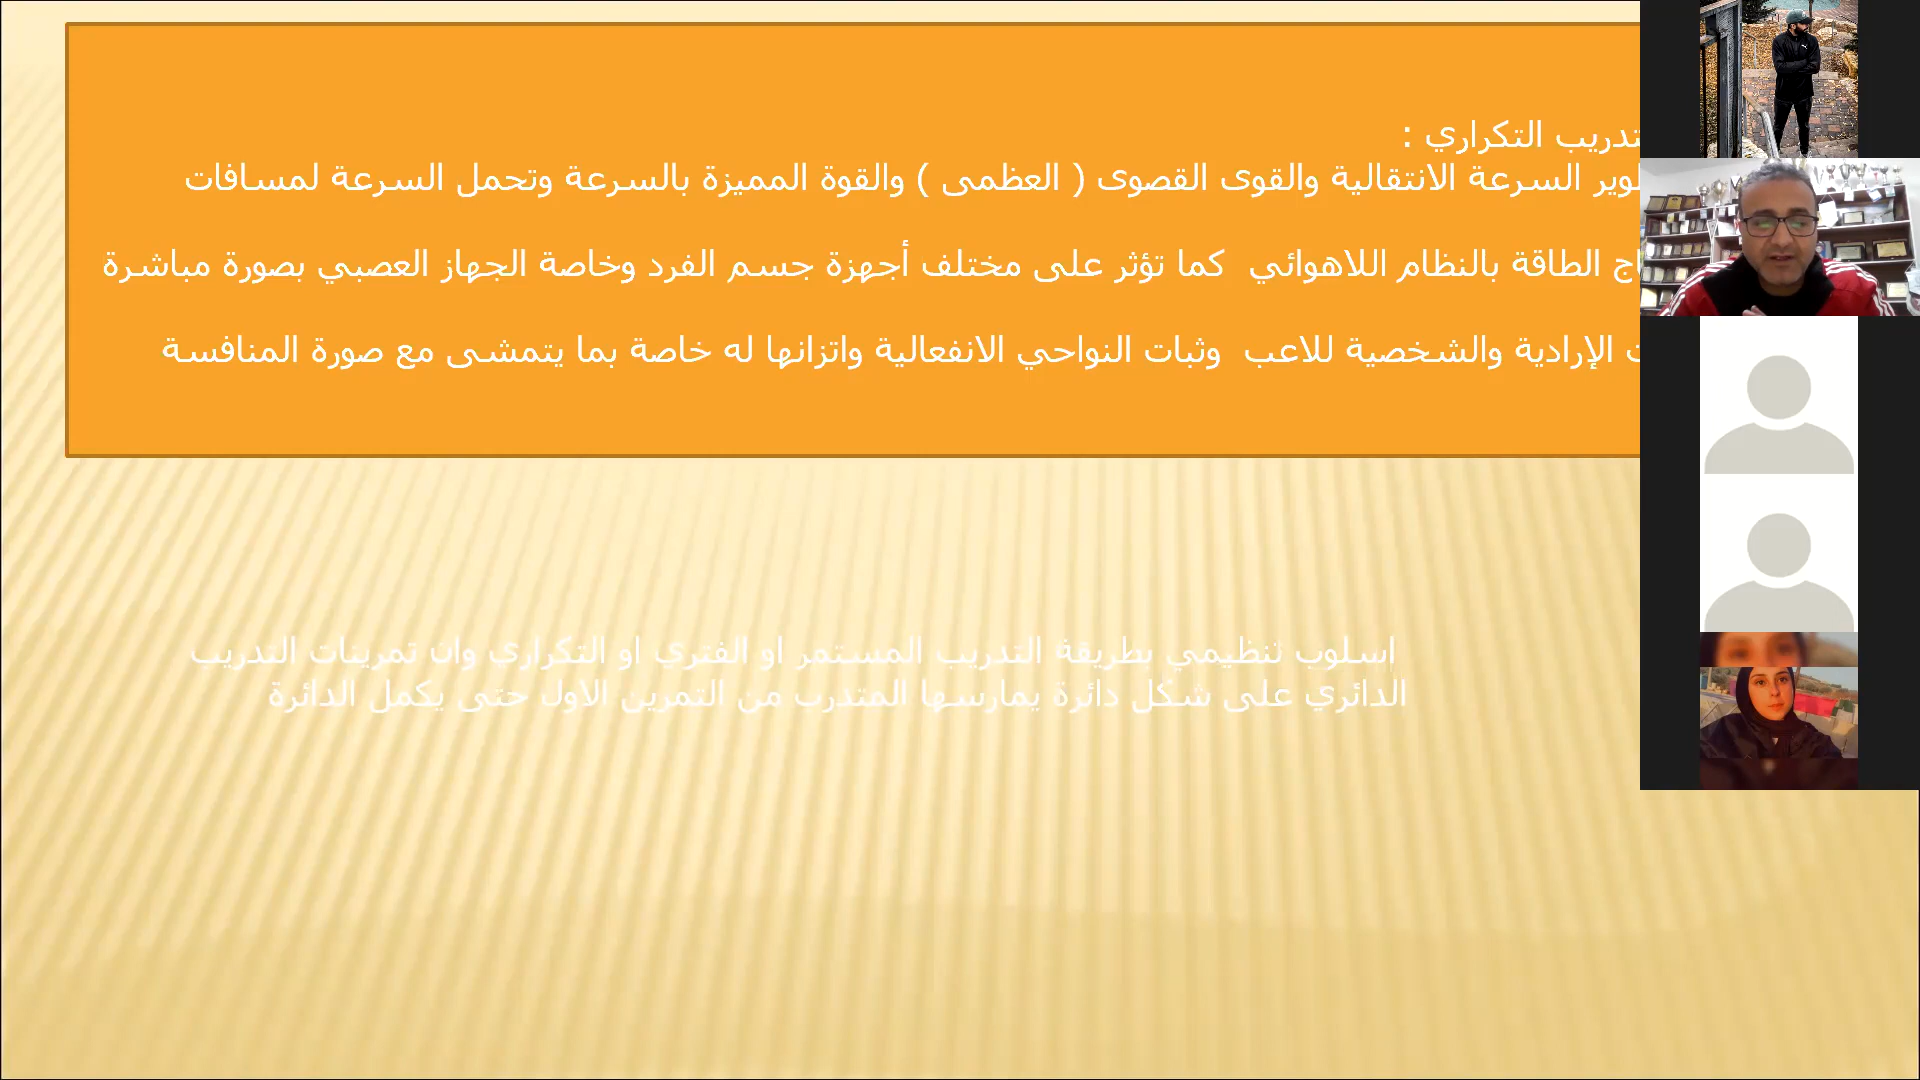 التدريب التكراري :
السرعة الانتقالية والقوى القصوى ( العظمى ) والقوة المميزة بالسرعة وتحمل السرعة لمسافات
الطاقة بالنظام اللاهوائي كما تؤثر على مختلف أجهزة جسم الفرد وخاصة الجهاز العصبي بصورة مباشرة
الإرادية والشخصية للاعب وثبات النواحي الانفعالية واتزانها له خاصة بما يتمشى مع صورة المنافسة
اسلوب تنظيمي بطريقة التدريب المستمر او الفتري او التكراري وان تمرينات التدريب
الدائري على شكل دائرة يمارسها المتدرب من التمرين الاول حتى يكمل الدائرة